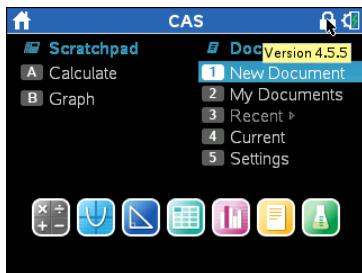 CAS
Scratchpad
A Calculate
B Graph
Doc
Version 4.5.5
1 New Document
2 My Documents
3 Recent ▸
4 Current
5 Settings